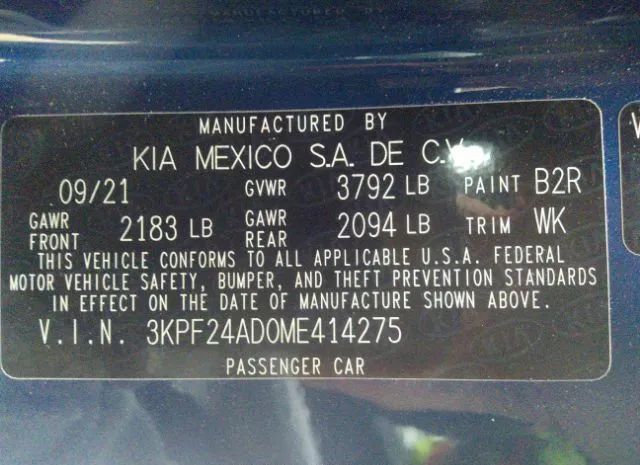 MANUFACTURED BY
KIA MEXICO S.A. DE C.V.
09/21 GVWR 3792 LB PAINT B2R
GAWR FRONT 2183 LB GAWR REAR 2094 LB TRIM WK
THIS VEHICLE CONFORMS TO ALL APPLICABLE U.S.A. FEDERAL
MOTOR VEHICLE SAFETY, BUMPER, AND THEFT PREVENTION STANDARDS
IN EFFECT ON THE DATE OF MANUFACTURE SHOWN ABOVE.
V.I.N. 3KPF24AD0ME414275
PASSENGER CAR